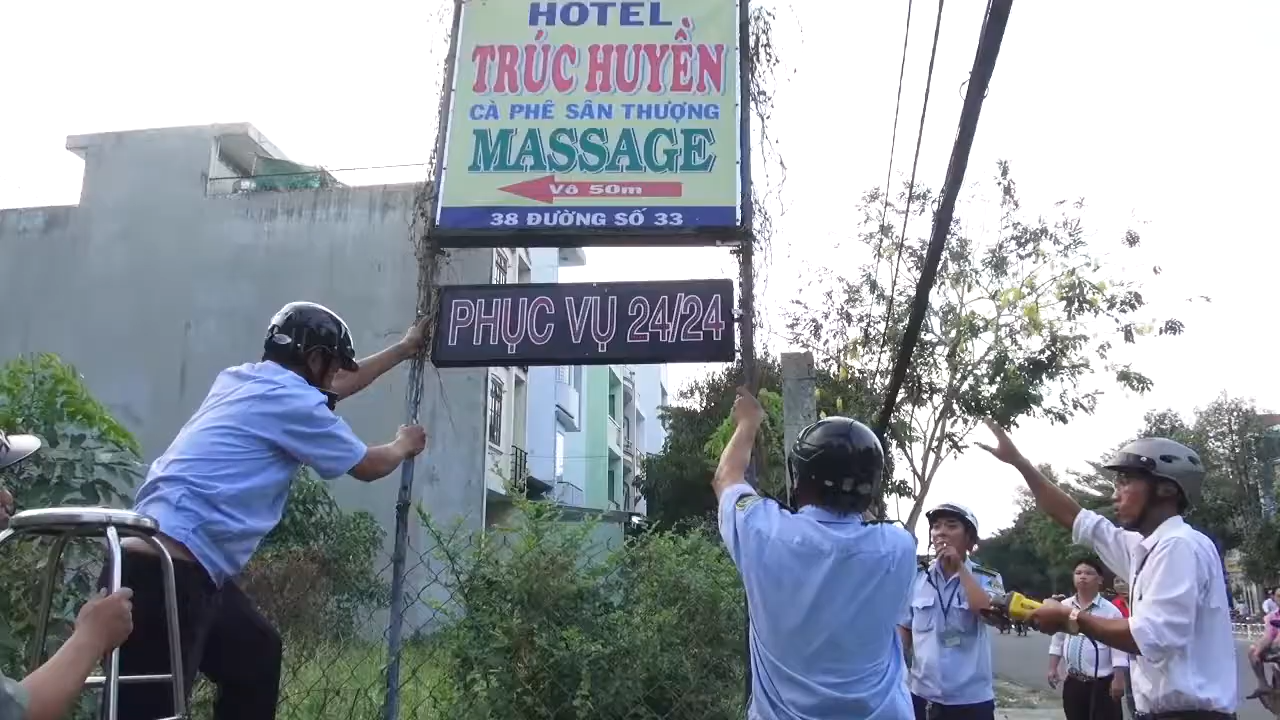 HOTEL
TRÚC HUYỀN
CÀ PHÊ SÂN THƯỢNG
MASSAGE
Vô 50m
38 ĐƯỜNG SỐ 33
PHỤC VỤ 24/24